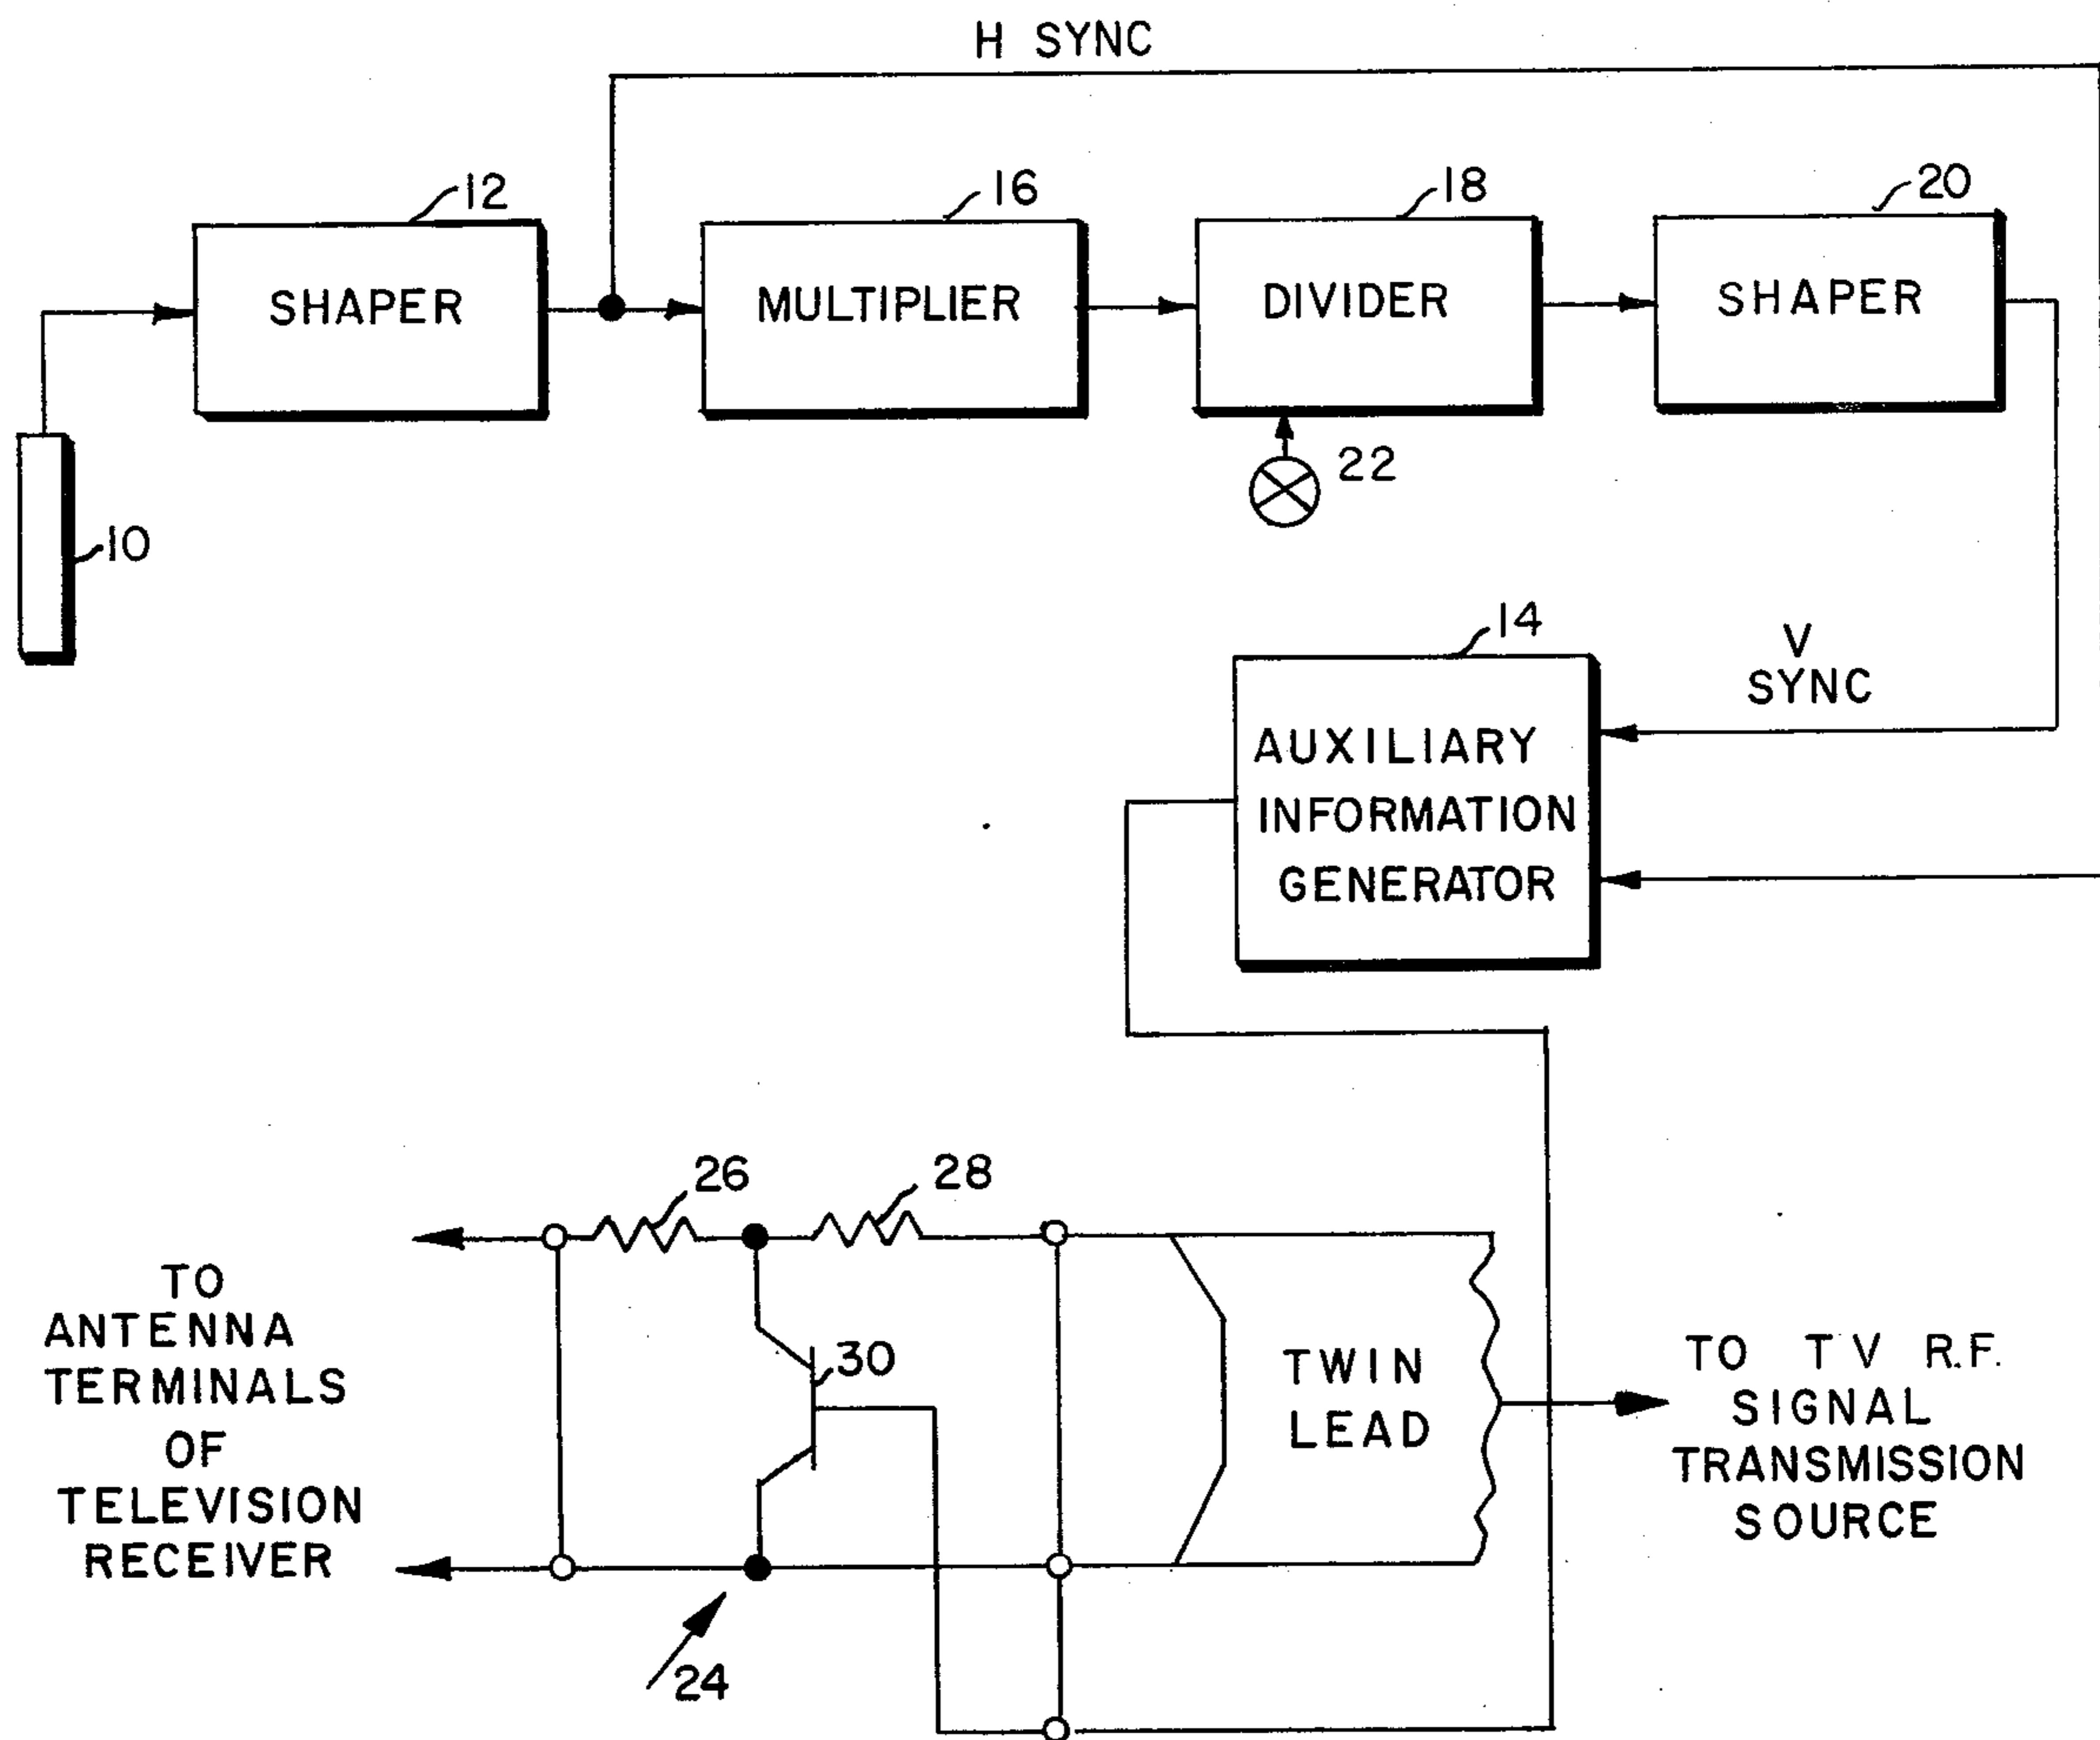 H SYNC
12
16
18
20
SHAPER
MULTIPLIER
DIVIDER
SHAPER
22
10
14
V
SYNC
AUXILIARY
INFORMATION
GENERATOR
26
28
30
TO
ANTENNA
TERMINALS
OF
TELEVISION
RECEIVER
TWIN
LEAD
TO TV R.F.
SIGNAL
TRANSMISSION
SOURCE
24